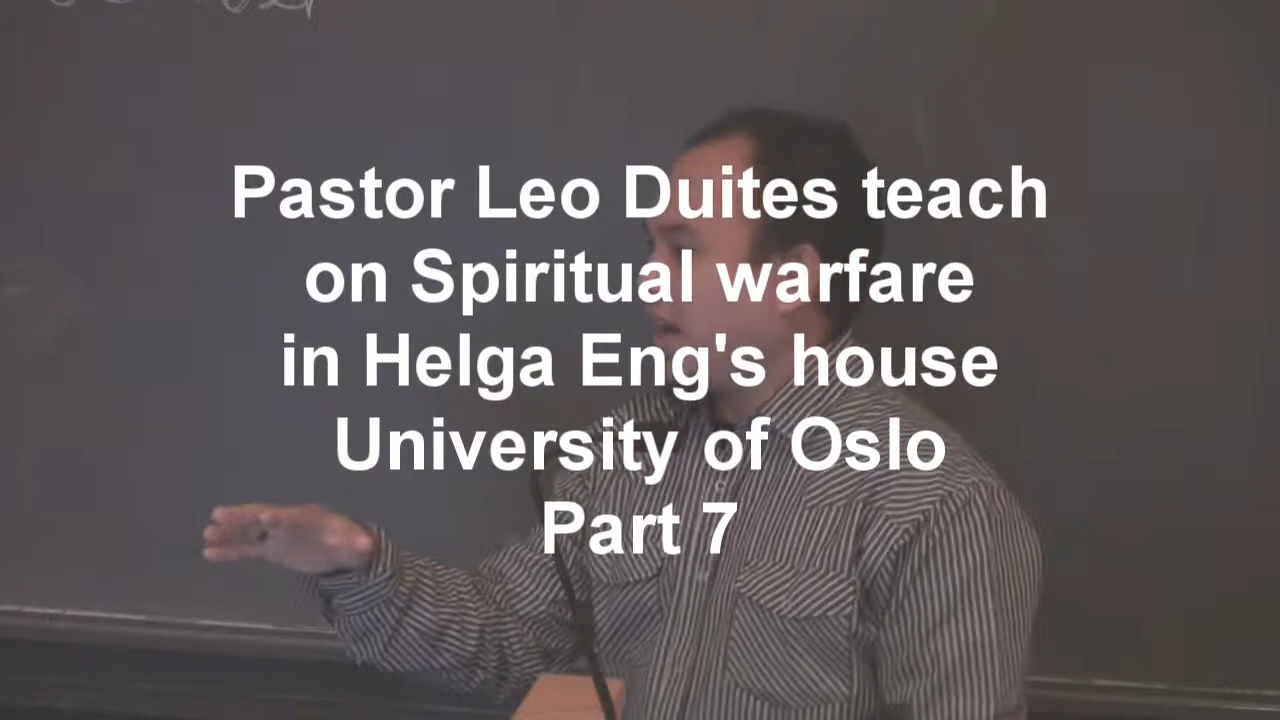 Pastor Leo Duites teach
on Spiritual warfare
in Helga Eng's house
University of Oslo
Part 7